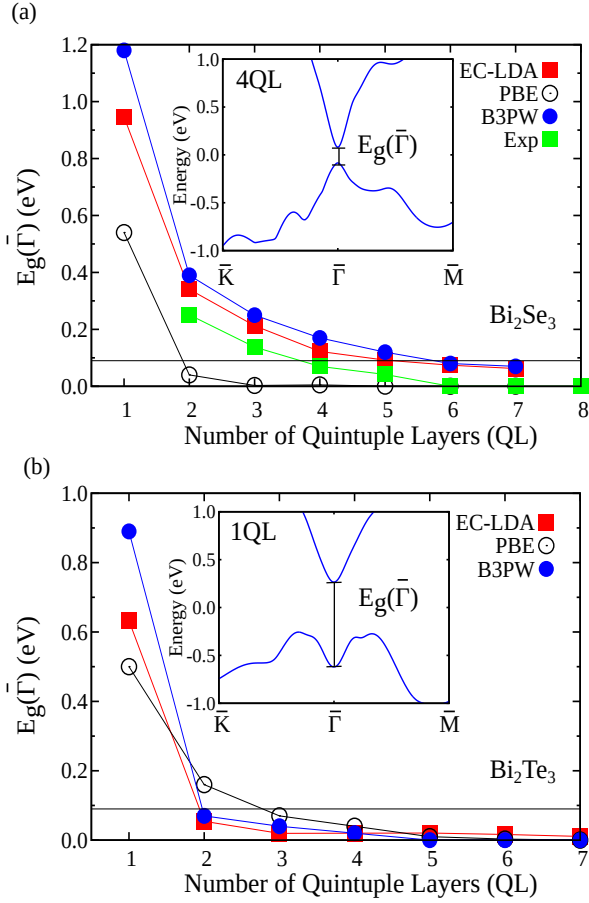 (a)
1.2
1.0
0.8
0.6
0.4
0.2
0.0
Eg(Γ̄) (eV)
EC-LDA
PBE
B3PW
Exp
4QL
1.0
0.5
0.0
-0.5
-1.0
Energy (eV)
Eg(Γ̄)
K̄ Γ̄ M̄
Bi₂Se₃
1 2 3 4 5 6 7 8
Number of Quintuple Layers (QL)
(b)
1.0
0.8
0.6
0.4
0.2
0.0
Eg(Γ̄) (eV)
EC-LDA
PBE
B3PW
1QL
1.0
0.5
0.0
-0.5
-1.0
Energy (eV)
Eg(Γ̄)
K̄ Γ̄ M̄
Bi₂Te₃
1 2 3 4 5 6 7
Number of Quintuple Layers (QL)